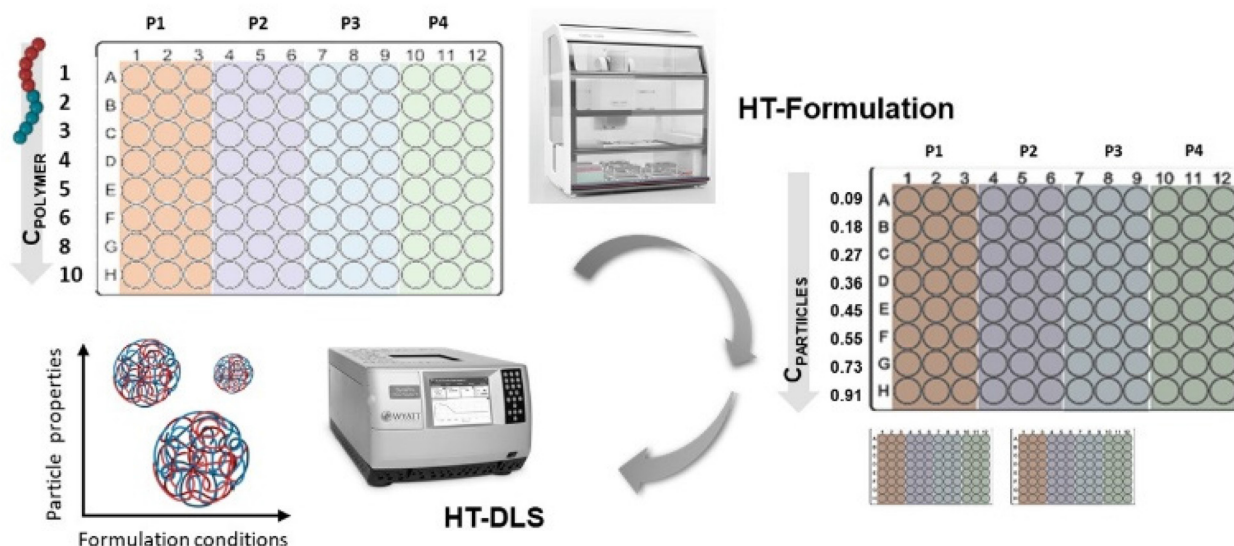 P1 P2 P3 P4
1 2 3 4 5 6 7 8 9 10 11 12
1 A
2 B
3 C
4 D
5 E
6 F
8 G
10 H
CPOLYMER
HT-Formulation
P1 P2 P3 P4
1 2 3 4 5 6 7 8 9 10 11 12
0.09 A
0.18 B
0.27 C
0.36 D
0.45 E
0.55 F
0.73 G
0.91 H
CPARTIICLES
Particle properties
Formulation conditions
WYATT
HT-DLS